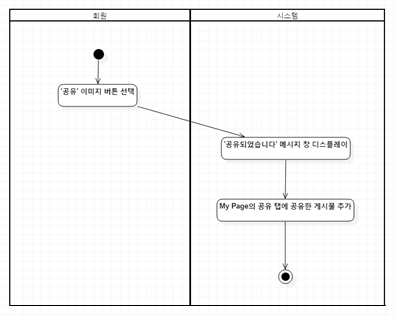 회원
시스템
'공유' 이미지 버튼 선택
'공유되었습니다' 메시지 창 디스플레이
My Page의 공유 탭에 공유한 게시물 추가